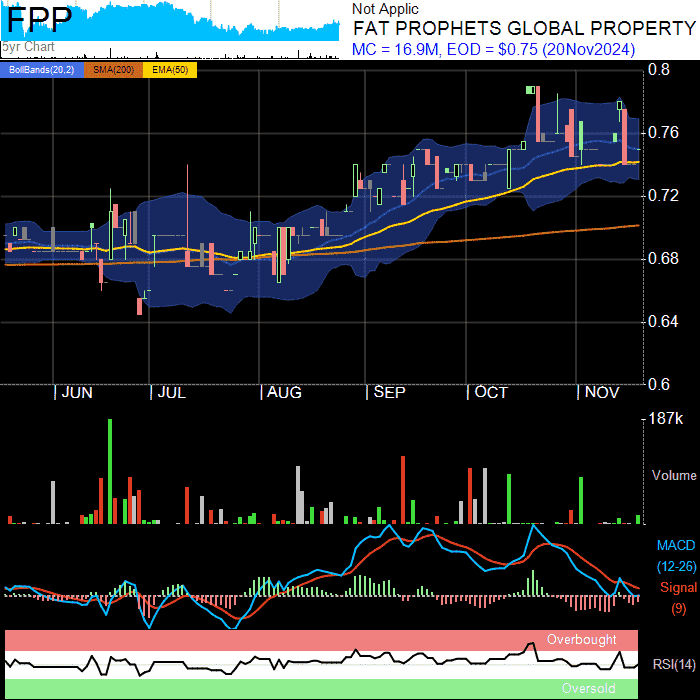 FPP
5yr Chart
Not Applic
FAT PROPHETS GLOBAL PROPERTY
MC = 16.9M, EOD = $0.75 (20Nov2024)
BollBands(20,2) SMA(200) EMA(50)
0.8
0.76
0.72
0.68
0.64
0.6
JUN JUL AUG SEP OCT NOV
187k
Volume
MACD
(12-26)
Signal
(9)
Overbought
RSI(14)
Oversold